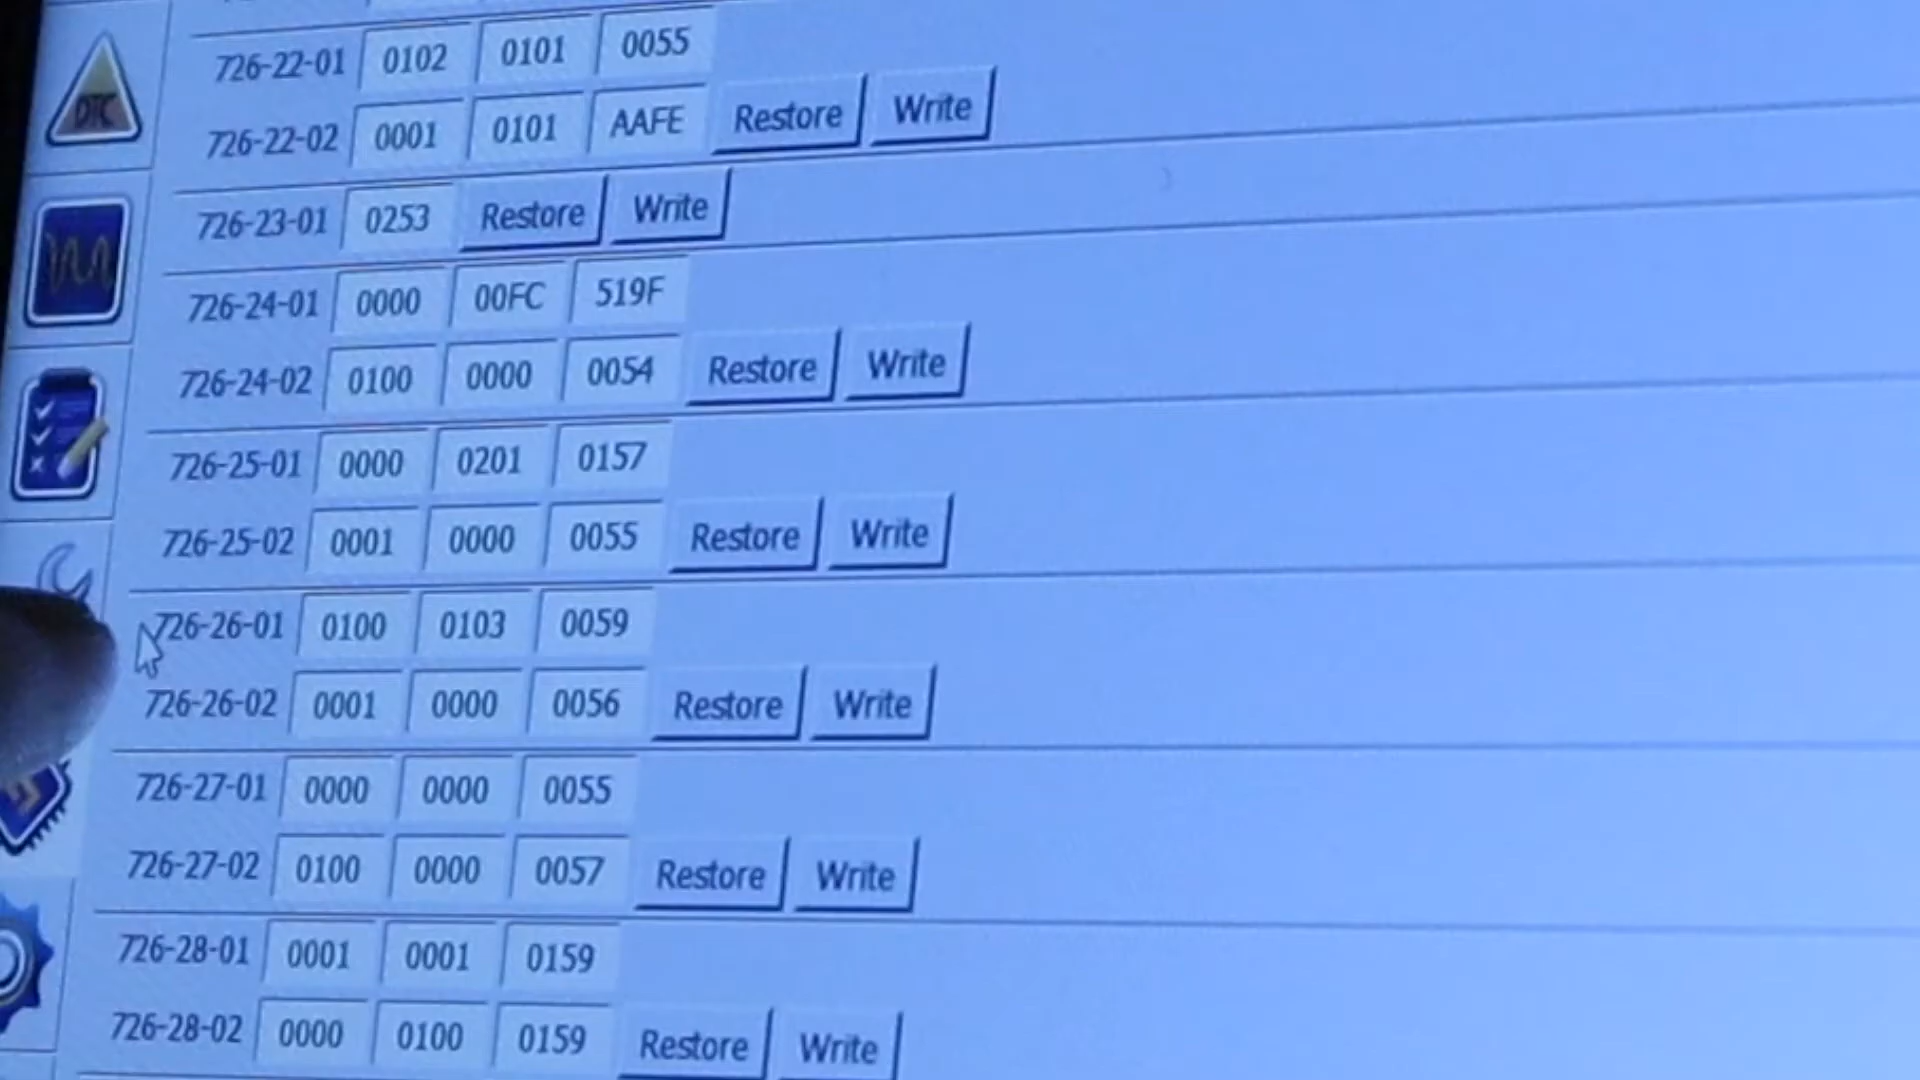 DTC
726-22-01 0102 0101 0055
726-22-02 0001 0101 AAFE Restore Write
726-23-01 0253 Restore Write
726-24-01 0000 00FC 519F
726-24-02 0100 0000 0054 Restore Write
726-25-01 0000 0201 0157
726-25-02 0001 0000 0055 Restore Write
726-26-01 0100 0103 0059
726-26-02 0001 0000 0056 Restore Write
726-27-01 0000 0000 0055
726-27-02 0100 0000 0057 Restore Write
726-28-01 0001 0001 0159
726-28-02 0000 0100 0159 Restore Write